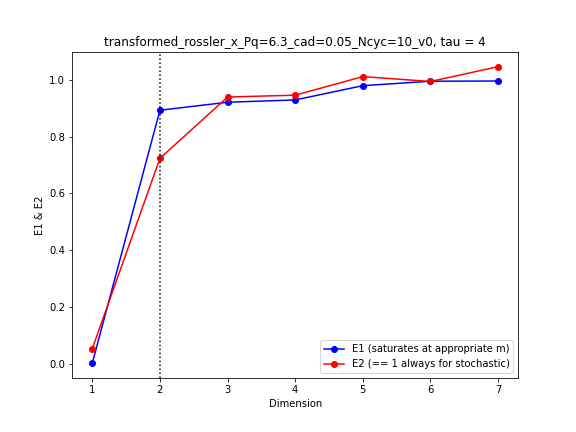 transformed_rossler_x_Pq=6.3_cad=0.05_Ncyc=10_v0, tau = 4
E1 & E2
1.0
0.8
0.6
0.4
0.2
0.0
E1 (saturates at appropriate m)
E2 (== 1 always for stochastic)
1 2 3 4 5 6 7
Dimension